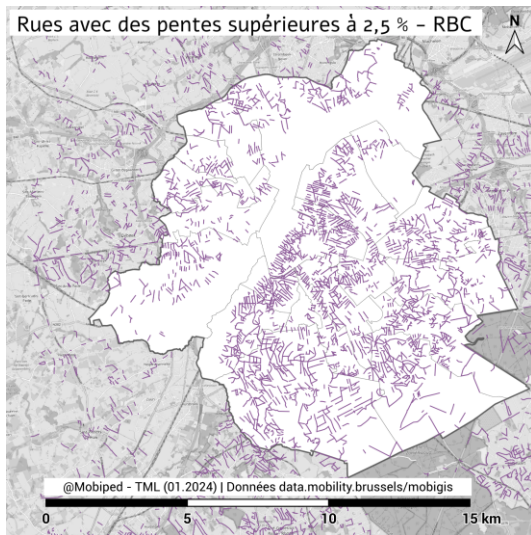 Rues avec des pentes supérieures à 2,5 % – RBC
N
@Mobiped - TML (01.2024) | Données data.mobility.brussels/mobigis
0 5 10 15 km